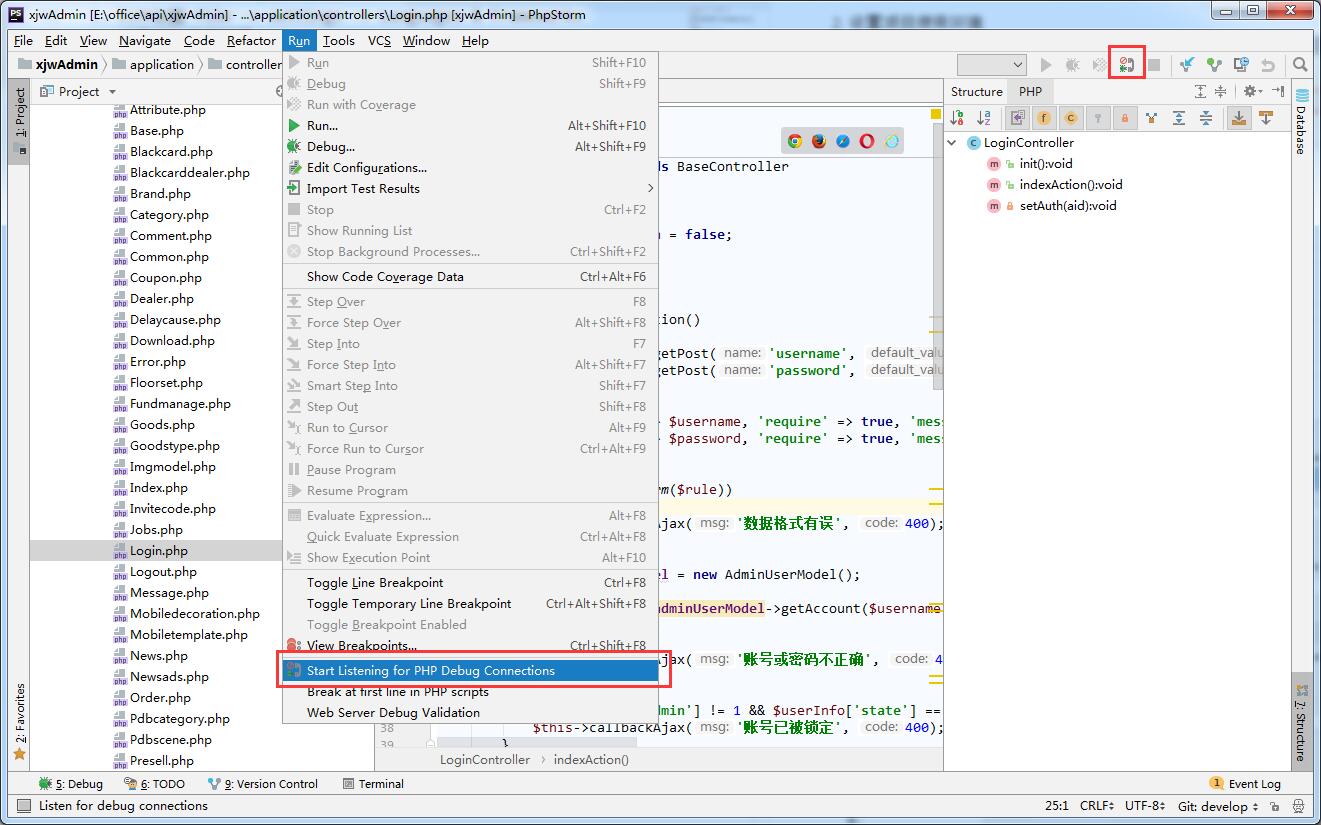 xjwAdmin [E:\office\api\xjwAdmin] - ...\application\controllers\Login.php [xjwAdmin] - PhpStorm
File Edit View Navigate Code Refactor Run Tools VCS Window Help
xjwAdmin application controller
Project
Attribute.php
Base.php
Blackcard.php
Blackcarddealer.php
Brand.php
Category.php
Comment.php
Common.php
Coupon.php
Dealer.php
Delaycause.php
Download.php
Error.php
Floorset.php
Fundmanage.php
Goods.php
Goodstype.php
Imgmodel.php
Index.php
Invitecode.php
Jobs.php
Login.php
Logout.php
Message.php
Mobiledecoration.php
Mobiletemplate.php
News.php
Newsads.php
Order.php
Pdbcategory.php
Pdbscene.php
Presell.php
1: Project
2: Favorites
Run Shift+F10
Debug Shift+F9
Run with Coverage
Run... Alt+Shift+F10
Debug... Alt+Shift+F9
Edit Configurations...
Import Test Results
Stop Ctrl+F2
Show Running List
Stop Background Processes... Ctrl+Shift+F2
Show Code Coverage Data Ctrl+Alt+F6
Step Over F8
Force Step Over Alt+Shift+F8
Step Into F7
Force Step Into Alt+Shift+F7
Smart Step Into Shift+F7
Step Out Shift+F8
Run to Cursor Alt+F9
Force Run to Cursor Ctrl+Alt+F9
Pause Program
Resume Program
Evaluate Expression... Alt+F8
Quick Evaluate Expression Ctrl+Alt+F8
Show Execution Point Alt+F10
Toggle Line Breakpoint Ctrl+F8
Toggle Temporary Line Breakpoint Ctrl+Alt+Shift+F8
Toggle Breakpoint Enabled
View Breakpoints... Ctrl+Shift+F8
Start Listening for PHP Debug Connections
Break at first line in PHP scripts
Web Server Debug Validation
ds BaseController
= false;
tion()
getPost( name: 'username', default_valu
getPost( name: 'password', default_valu
$username, 'require' => true, 'mes
$password, 'require' => true, 'mes
rm($rule))
Ajax( msg: '数据格式有误', code: 400);
el = new AdminUserModel();
adminUserModel->getAccount($username
Ajax( msg: '账号或密码不正确', code: 4
dmin'] != 1 && $userInfo['state'] ==
38 $this->callbackAjax( msg: '账号已被锁定', code: 400);
39 }
LoginController indexAction()
Structure PHP
LoginController
init():void
indexAction():void
setAuth(aid):void
Database
7: Structure
5: Debug 6: TODO 9: Version Control Terminal 1 Event Log
Listen for debug connections 25:1 CRLF UTF-8 Git: develop